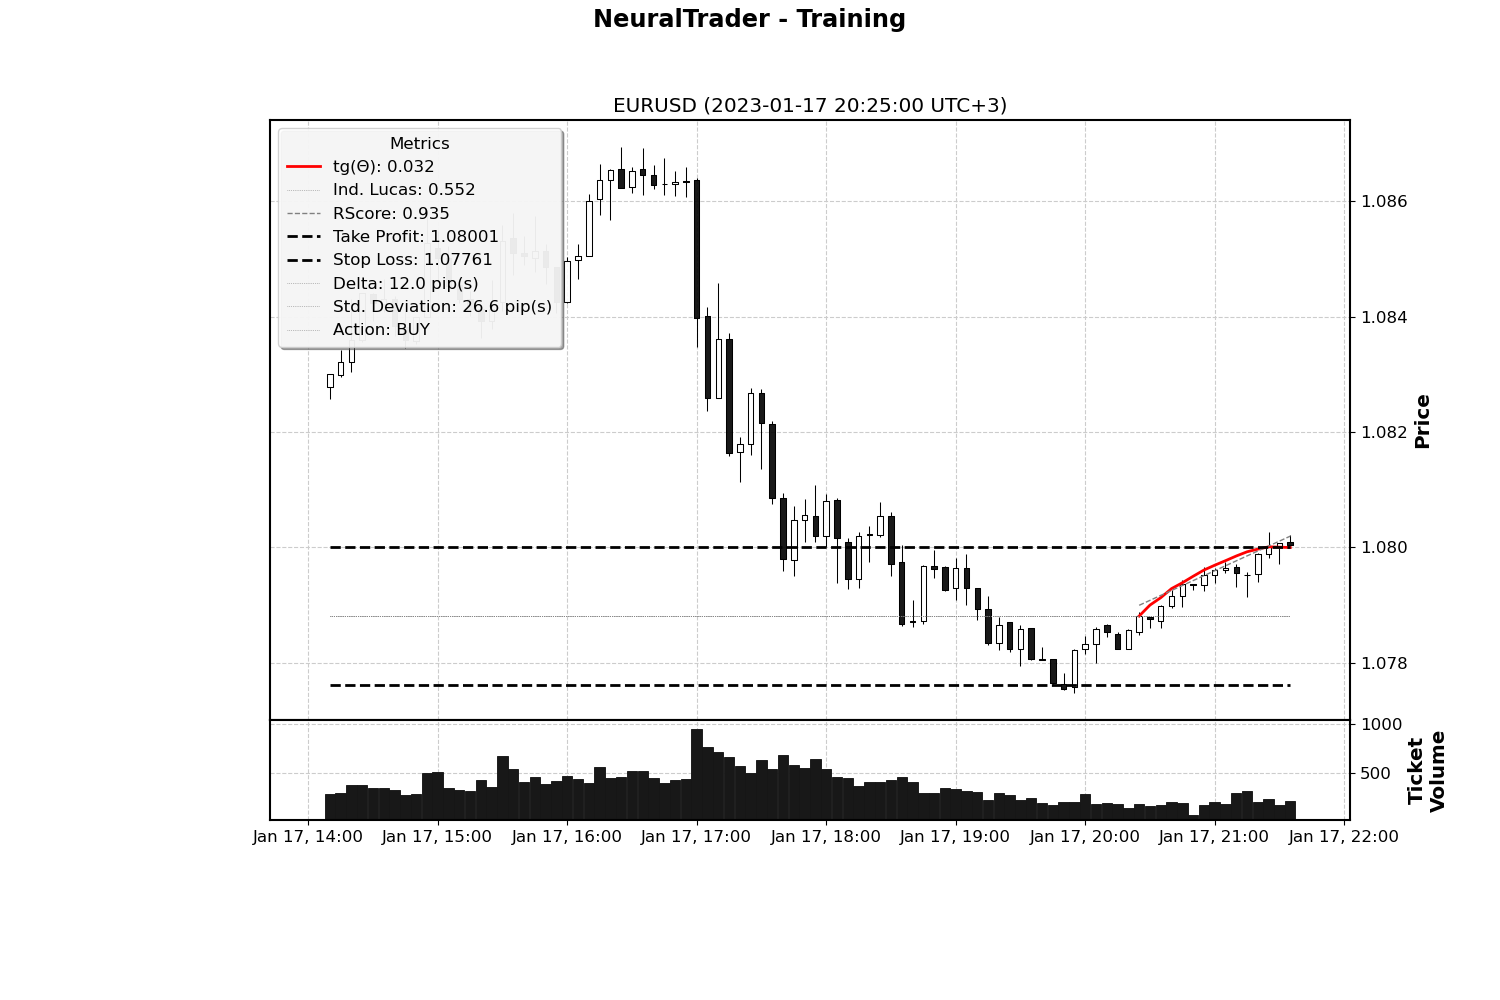 NeuralTrader - Training
EURUSD (2023-01-17 20:25:00 UTC+3)
Metrics
tg(Θ): 0.032
Ind. Lucas: 0.552
RScore: 0.935
Take Profit: 1.08001
Stop Loss: 1.07761
Delta: 12.0 pip(s)
Std. Deviation: 26.6 pip(s)
Action: BUY
1.086
1.084
1.082
1.080
1.078
Price
1000
500
Ticket
Volume
Jan 17, 14:00
Jan 17, 15:00
Jan 17, 16:00
Jan 17, 17:00
Jan 17, 18:00
Jan 17, 19:00
Jan 17, 20:00
Jan 17, 21:00
Jan 17, 22:00